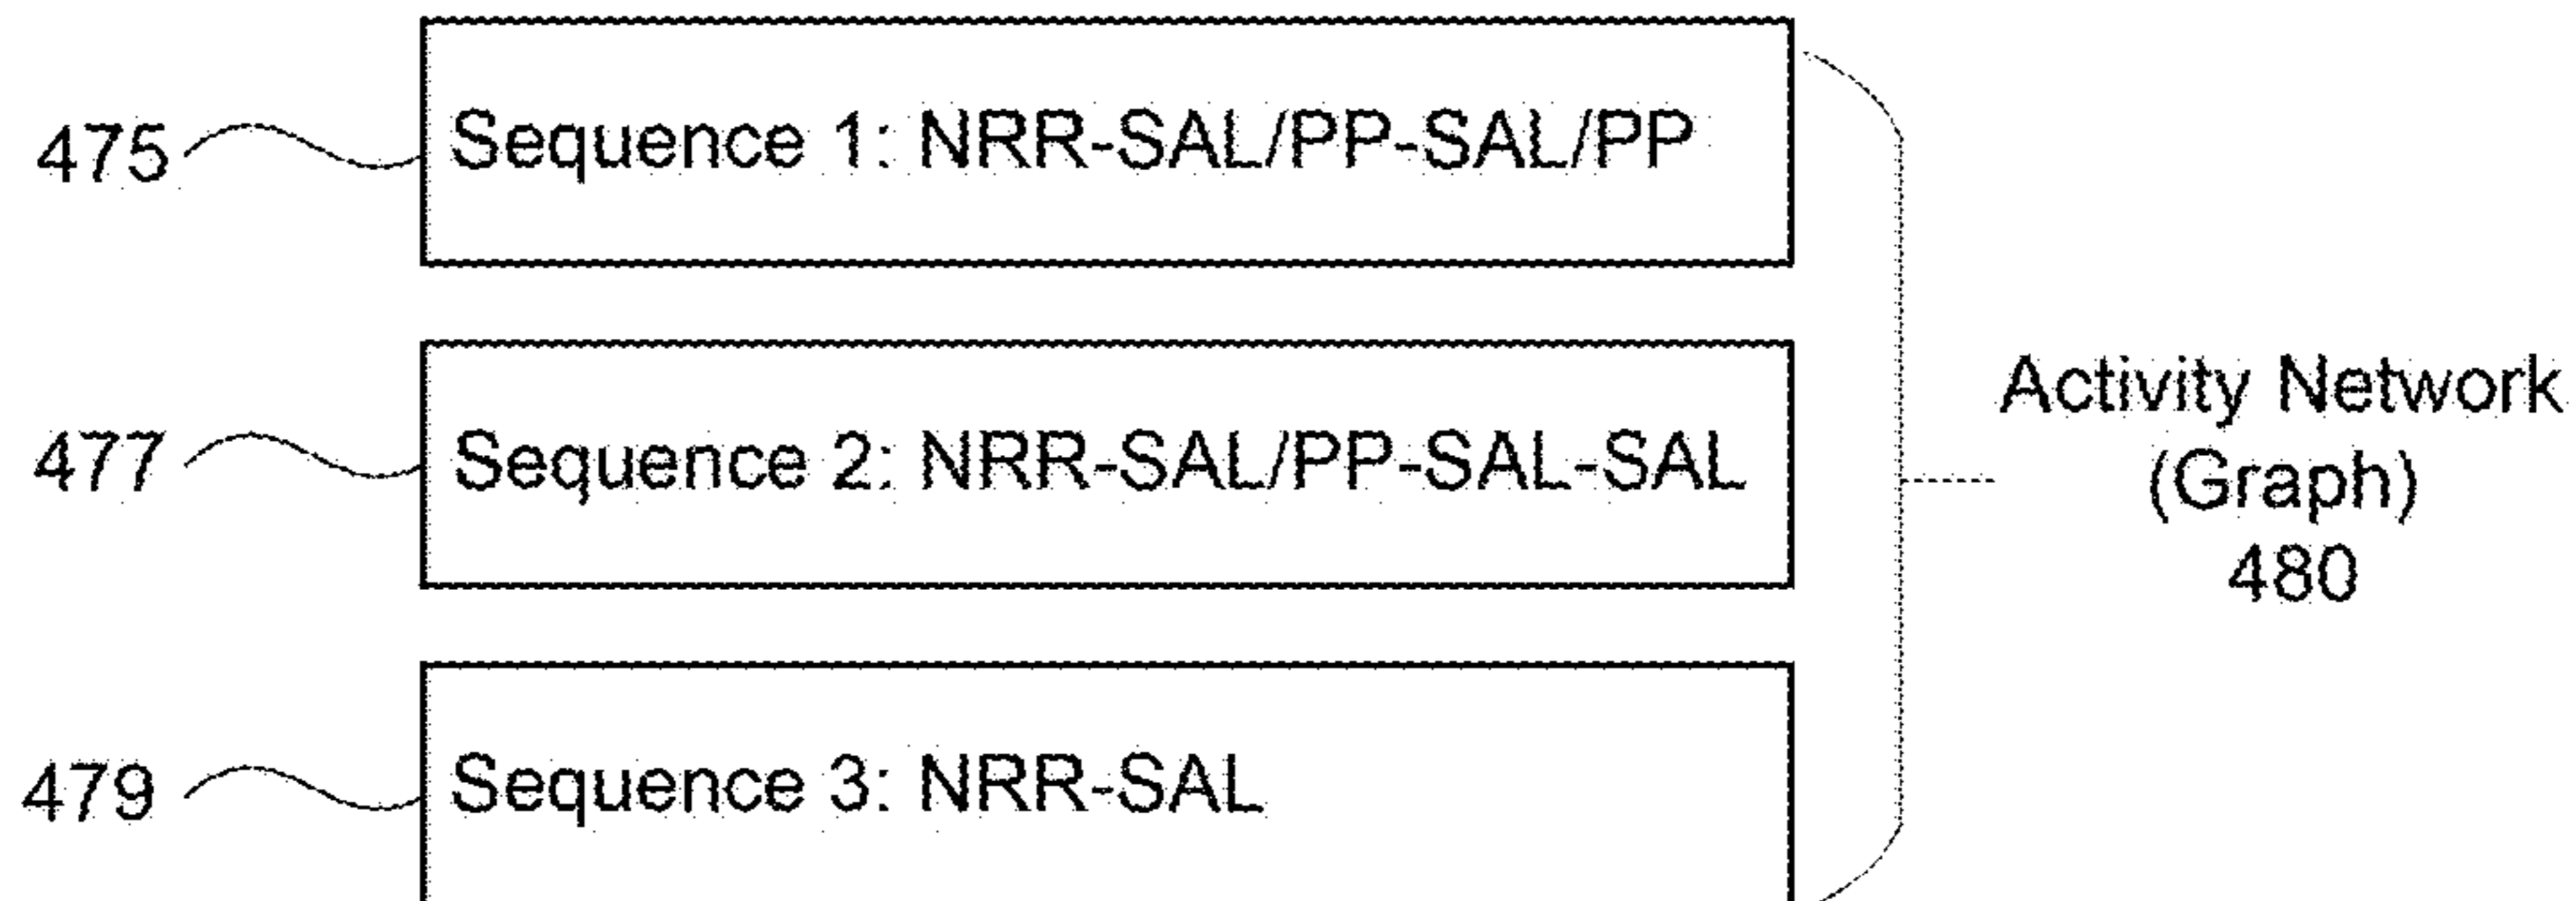 475
Sequence 1: NRR-SAL/PP-SAL/PP
477
Sequence 2: NRR-SAL/PP-SAL-SAL
479
Sequence 3: NRR-SAL
Activity Network
(Graph)
480